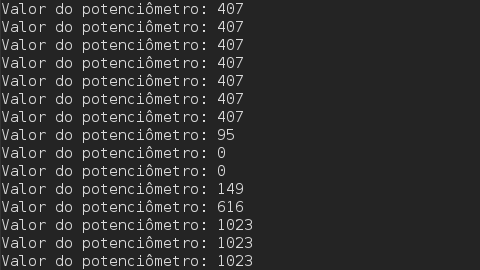 Valor do potenciômetro: 407
Valor do potenciômetro: 407
Valor do potenciômetro: 407
Valor do potenciômetro: 407
Valor do potenciômetro: 407
Valor do potenciômetro: 407
Valor do potenciômetro: 407
Valor do potenciômetro: 95
Valor do potenciômetro: 0
Valor do potenciômetro: 0
Valor do potenciômetro: 149
Valor do potenciômetro: 616
Valor do potenciômetro: 1023
Valor do potenciômetro: 1023
Valor do potenciômetro: 1023